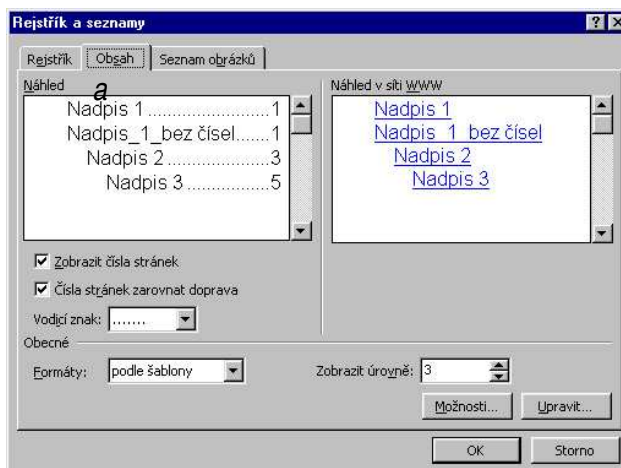 Rejstřík a seznamy
Rejstřík Obsah Seznam obrázků
a
Náhled
Nadpis 1.......................1
Nadpis_1_bez čísel......1
Nadpis 2.................3
Nadpis 3..............5
Náhled v síti WWW
Nadpis 1
Nadpis_1_bez čísel
Nadpis 2
Nadpis 3
Zobrazit čísla stránek
Čísla stránek zarovnat doprava
Vodicí znak: .......
Obecné
Formáty: podle šablony
Zobrazit úrovně: 3
Možnosti... Upravit...
OK Storno